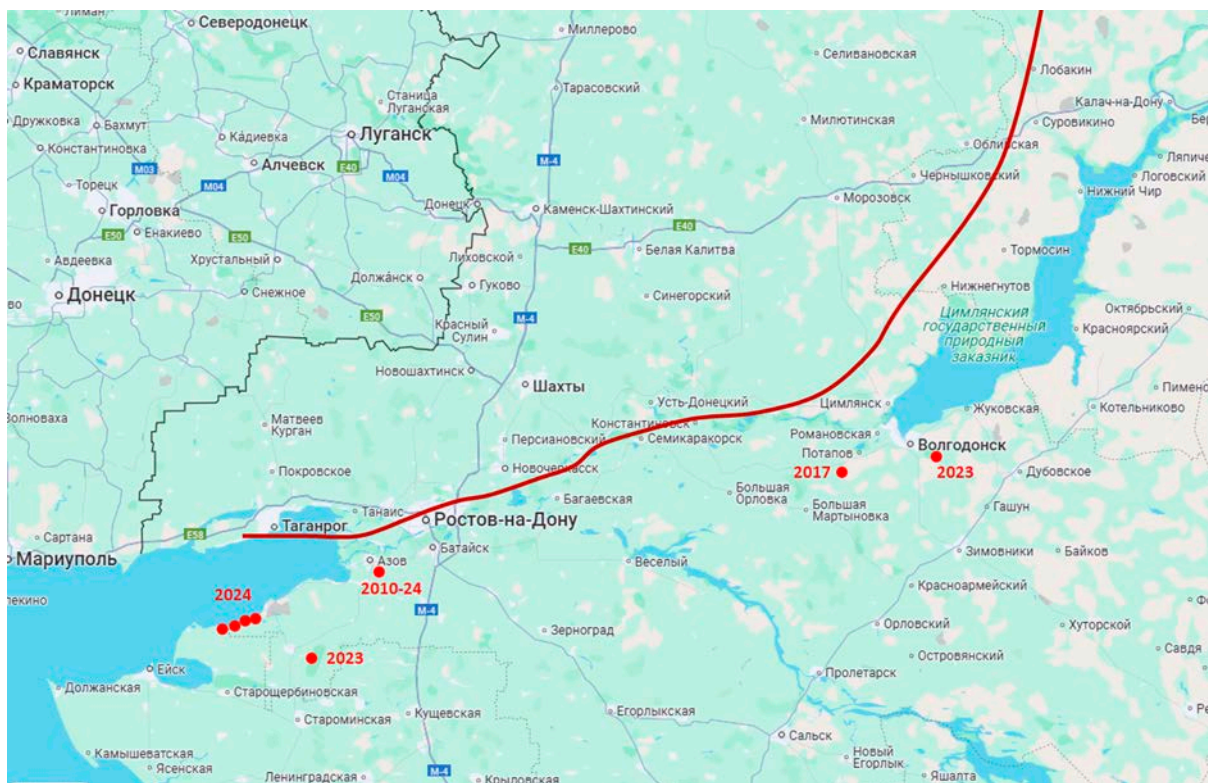 Лиман
Северодонецк
Миллерово
Славянск
Селивановская
Лобакин
Краматорск
Станица
Луганская
Тарасовский
Калач-на-Дону
Дружковка
Бахмут
Кадиевка
Луганск
Милютинская
Суровикино
Константиновка
M03
Алчевск
E40
M-4
Обливская
Ляпиче
Торецк
M04
M04
Чернышковский
Логовский
Нижний Чир
Горловка
Донецк
Каменск-Шахтинский
Морозовск
E50
Енакиево
E50
E40
E40
Авдеевка
Хрустальный
Лиховской
Белая Калитва
Тормосин
Донецк
Снежное
Должанск
Гуково
Синегорский
Нижнегнутов
E50
M-4
Цимлянский
государственный
природный
заказник
Октябрьский
Красный
Сулин
Красноярский
Новошахтинск
Шахты
Волноваха
Матвеев
Курган
Усть-Донецкий
Цимлянск
Жуковская
Пимено
Котельниково
Константиновск
Персиановский
Семикаракорск
Романовская
Волгодонск
Потапов
Покровское
Новочеркасск
2017
2023
Дубовское
Большая
Орловка
Багаевская
Большая
Мартыновка
Гашун
Танаис
Таганрог
Ростов-на-Дону
Сартана
E58
Мариуполь
Батайск
Азов
Веселый
Зимовники
Байков
2010-24
Красноармейский
2024
M-4
Зерноград
Орловский
Хуторской
2023
Островянский
Савдя
Ейск
Пролетарск
Должанская
Старощербиновская
Староминская
Кущевская
Егорлыкская
Сальск
Камышеватская
Новый
Егорлык
Ясенская
Ленинградская
M-4
Крыловская
Яшалта